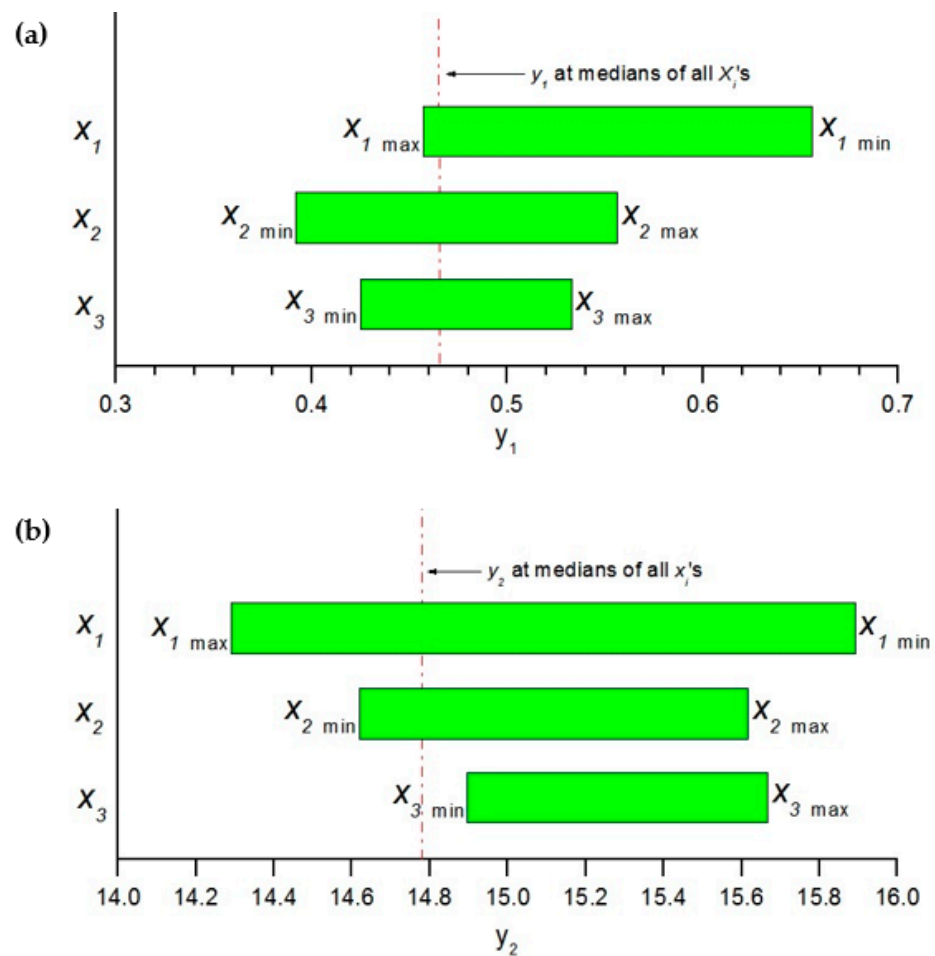 (a)
y1 at medians of all Xi's
X1 X1 max X1 min
X2 X2 min X2 max
X3 X3 min X3 max
0.3 0.4 0.5 0.6 0.7
y1
(b)
y2 at medians of all xi's
X1 X1 max X1 min
X2 X2 min X2 max
X3 X3 min X3 max
14.0 14.2 14.4 14.6 14.8 15.0 15.2 15.4 15.6 15.8 16.0
y2